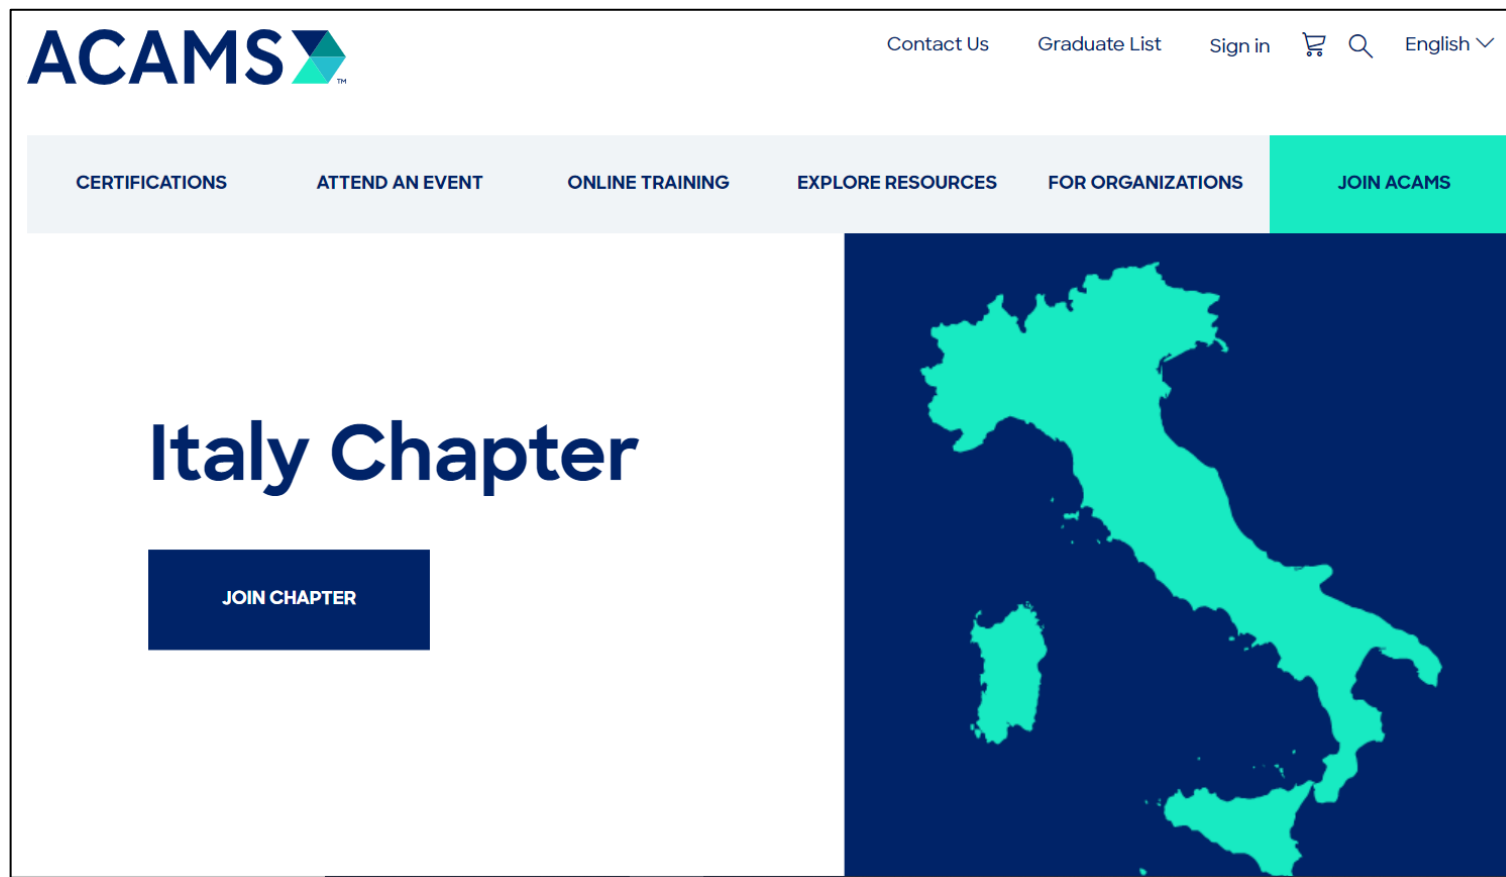 ACAMS
TM
Contact Us Graduate List Sign in English
CERTIFICATIONS ATTEND AN EVENT ONLINE TRAINING EXPLORE RESOURCES FOR ORGANIZATIONS JOIN ACAMS
Italy Chapter
JOIN CHAPTER